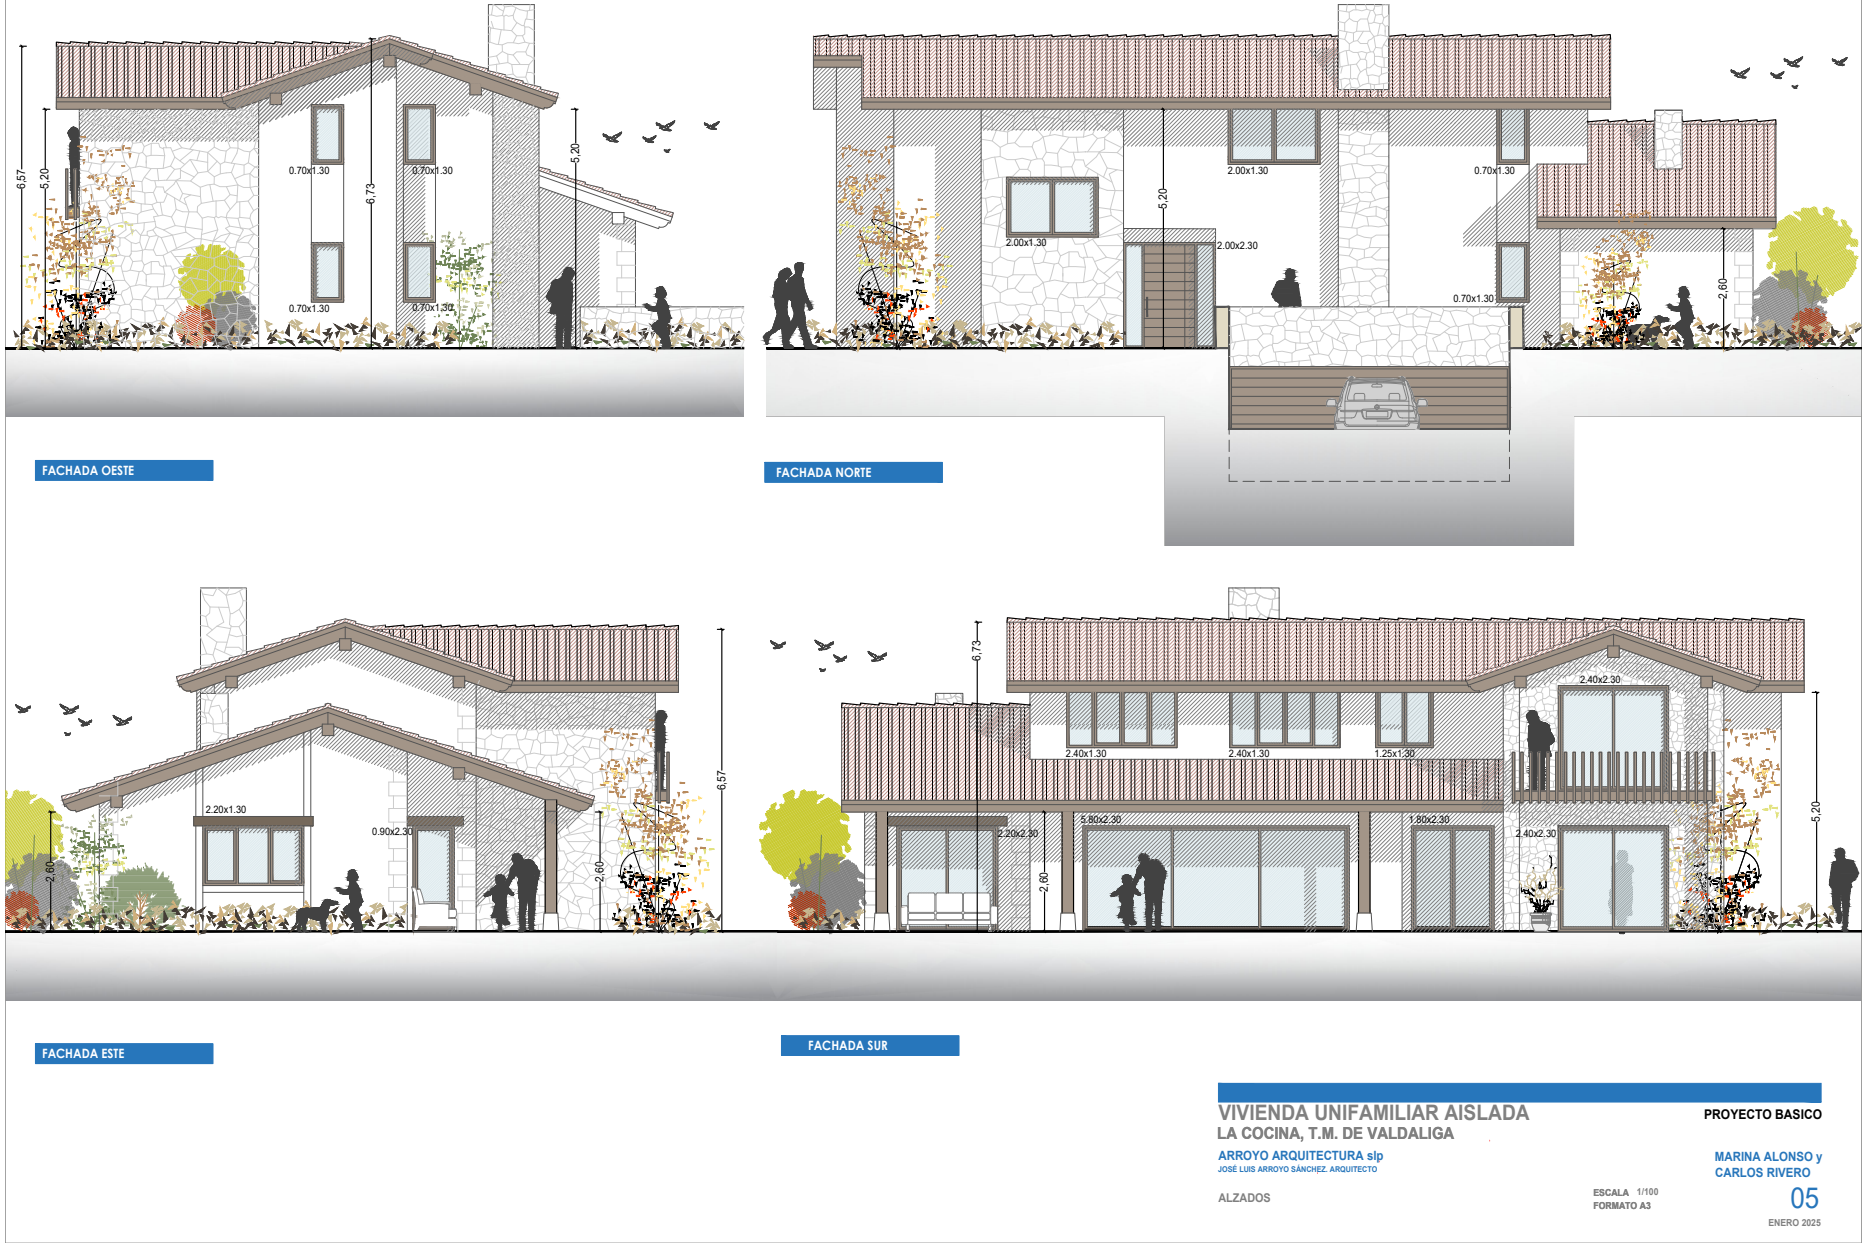 6,57
5,20
0.70x1.30
0.70x1.30
6,73
5,20
0.70x1.30
0.70x1.30
FACHADA OESTE
5,20
2.00x1.30
0.70x1.30
2.00x1.30
2.00x2.30
0.70x1.30
2,60
FACHADA NORTE
2.20x1.30
0.90x2.30
2,60
2,60
6,57
FACHADA ESTE
6,73
2.40x2.30
2.40x1.30
2.40x1.30
1.25x1.30
5,20
2.20x2.30
5.80x2.30
1.80x2.30
2.40x2.30
2,60
FACHADA SUR
VIVIENDA UNIFAMILIAR AISLADA
PROYECTO BASICO
LA COCINA, T.M. DE VALDALIGA
ARROYO ARQUITECTURA slp
JOSÉ LUIS ARROYO SÁNCHEZ. ARQUITECTO
MARINA ALONSO y
CARLOS RIVERO
ALZADOS
ESCALA 1/100
FORMATO A3
05
ENERO 2025